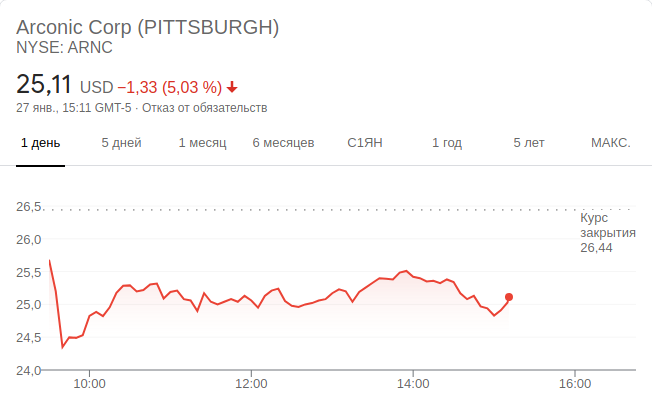 Arconic Corp (PITTSBURGH)
NYSE: ARNC
25,11 USD −1,33 (5,03 %)
27 янв., 15:11 GMT-5 · Отказ от обязательств
1 день 5 дней 1 месяц 6 месяцев С1ЯН 1 год 5 лет МАКС.
26,5
Курс
закрытия
26,44
26,0
25,5
25,0
24,5
24,0
10:00 12:00 14:00 16:00